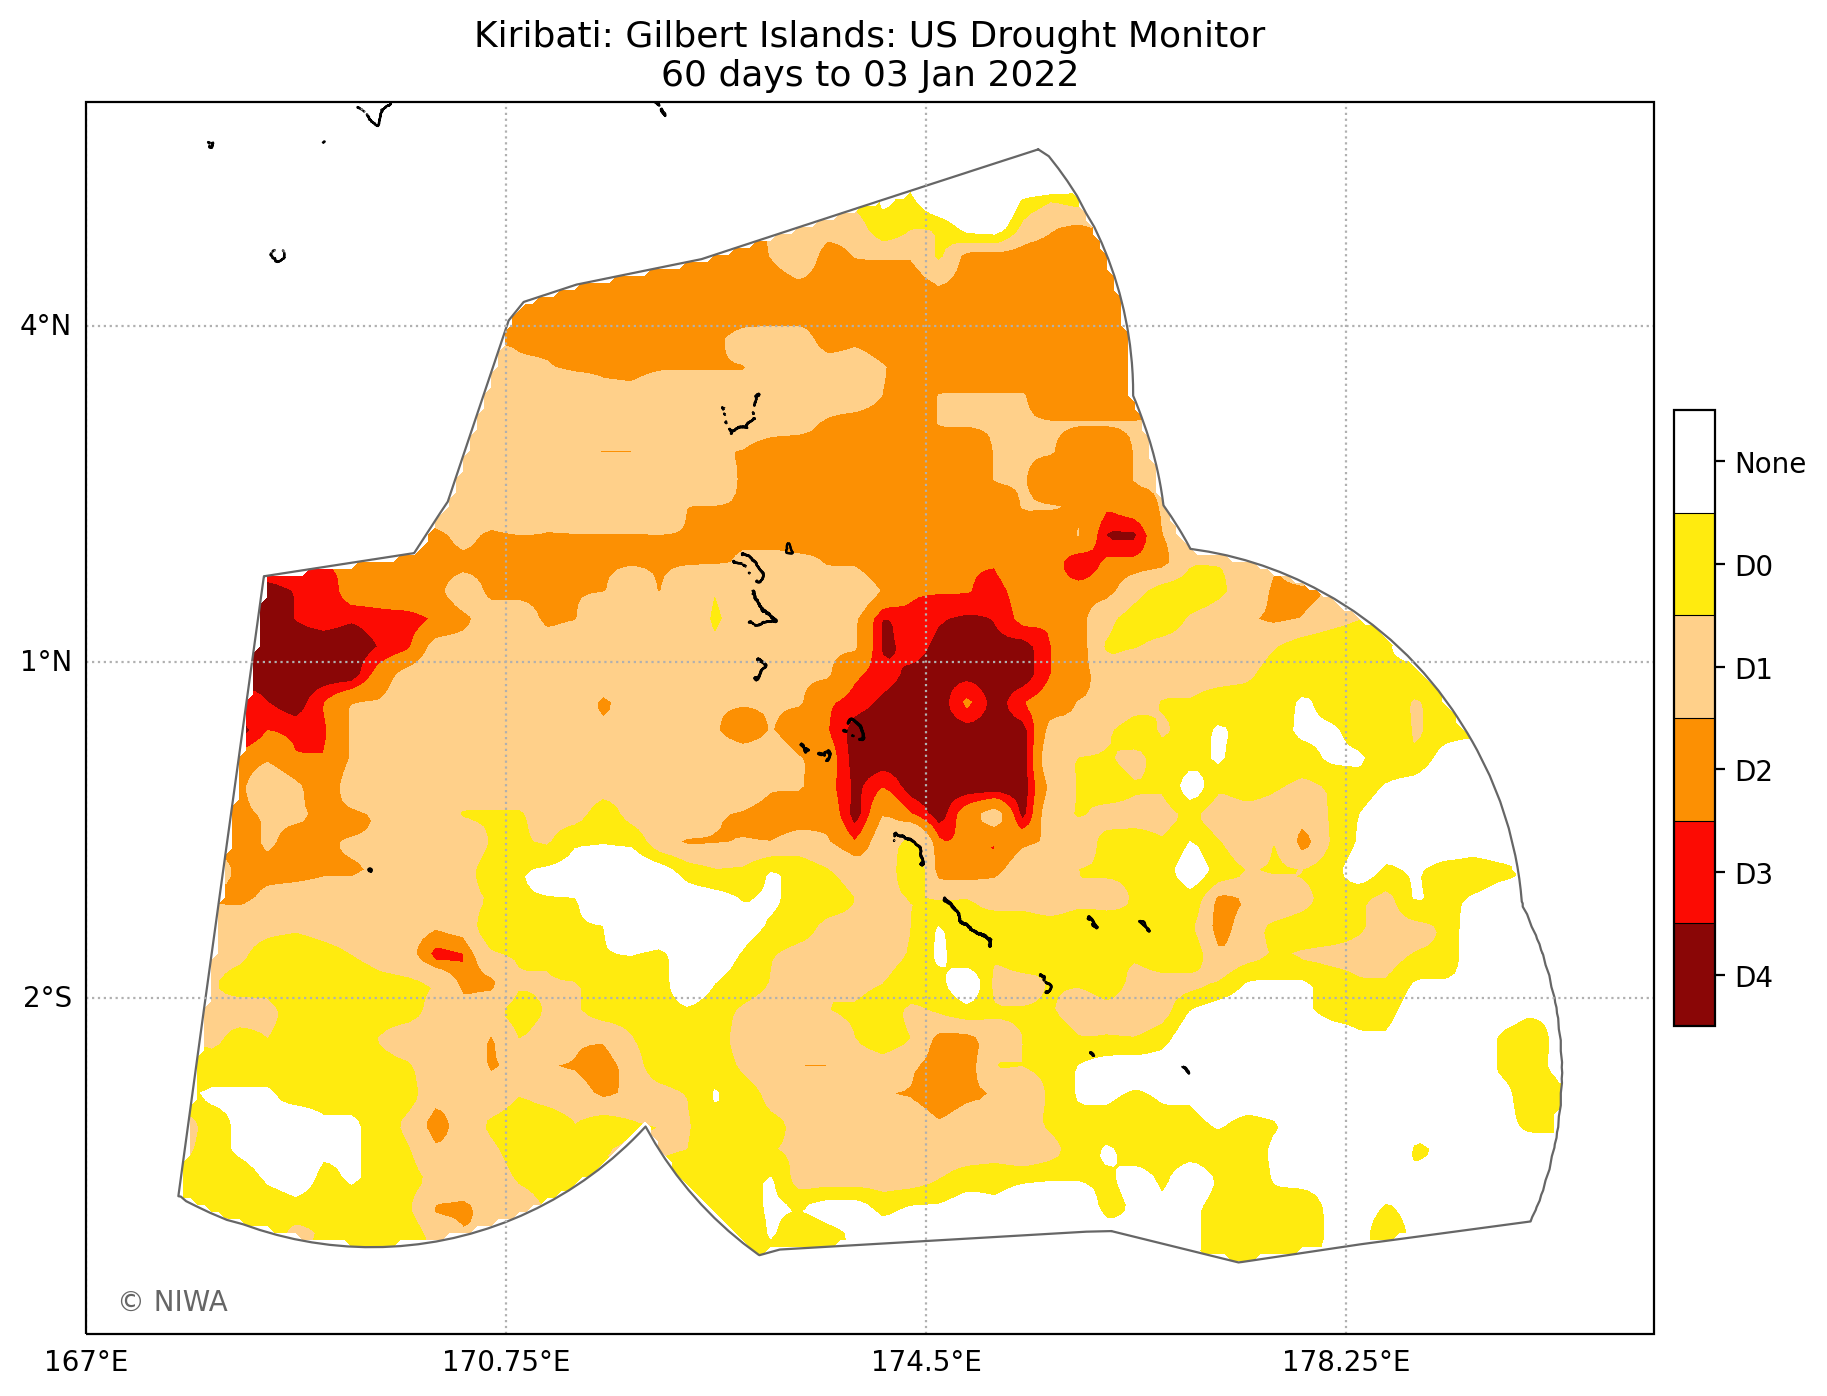 Kiribati: Gilbert Islands: US Drought Monitor
60 days to 03 Jan 2022
4°N
1°N
2°S
167°E
170.75°E
174.5°E
178.25°E
None
D0
D1
D2
D3
D4
© NIWA